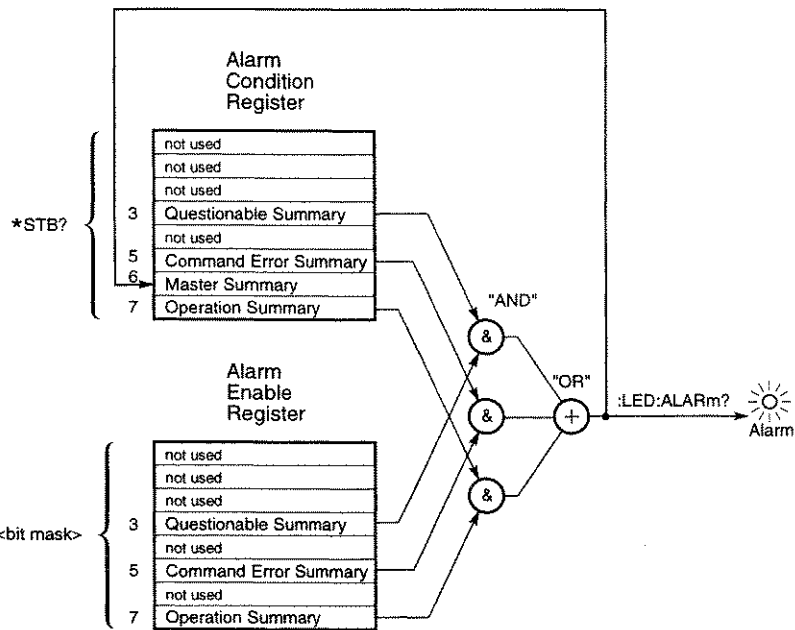 Alarm
Condition
Register
*STB?
not used
not used
not used
3 Questionable Summary
not used
5 Command Error Summary
6 Master Summary
7 Operation Summary
"AND"
&
"OR"
&
+
:LED:ALARm?
Alarm
&
Alarm
Enable
Register
<bit mask>
not used
not used
not used
3 Questionable Summary
not used
5 Command Error Summary
not used
7 Operation Summary